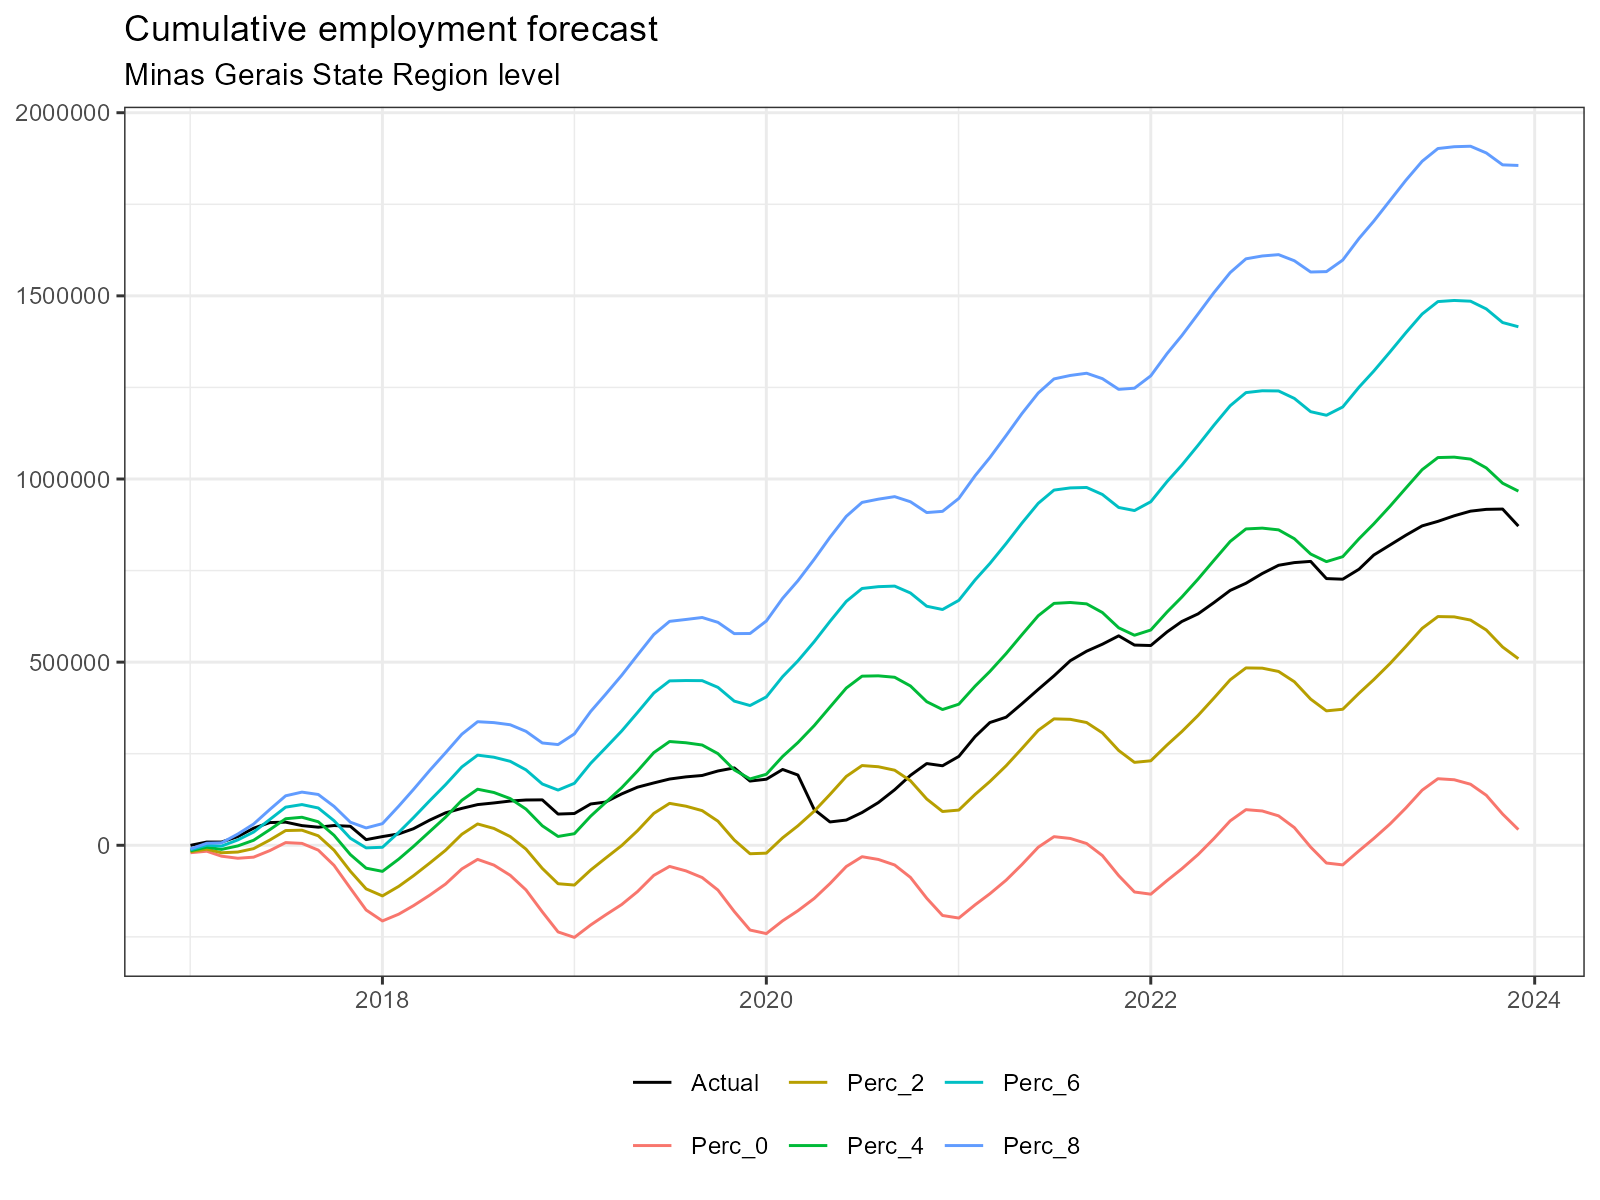 Cumulative employment forecast
Minas Gerais State Region level
2000000
1500000
1000000
500000
0
2018 2020 2022 2024
Actual Perc_2 Perc_6
Perc_0 Perc_4 Perc_8